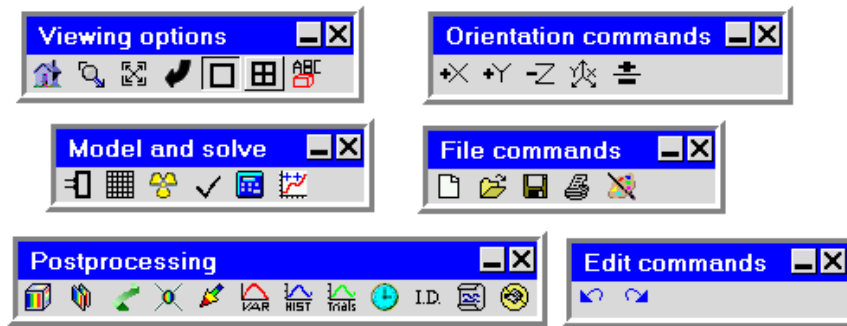 Viewing options
ABC
Orientation commands
+X +Y -Z Y X
Model and solve
File commands
Postprocessing
VAR HIST Trials I.D.
Edit commands